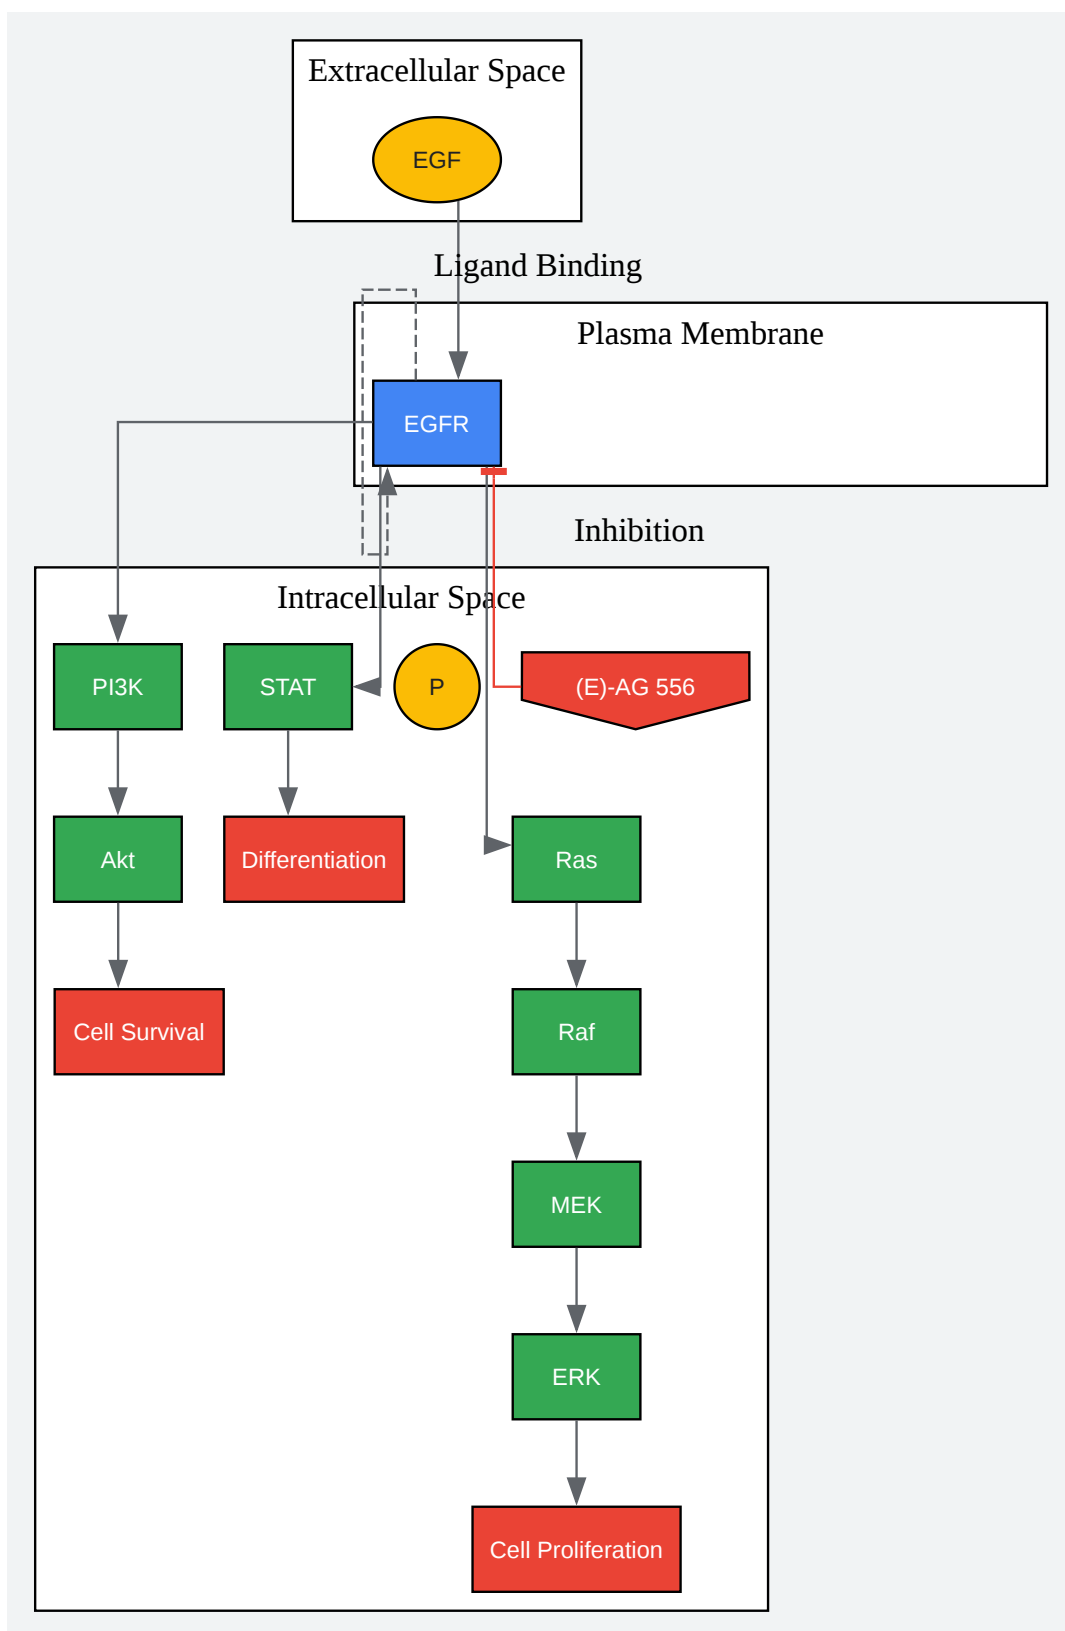 Extracellular Space
EGF
Ligand Binding
Plasma Membrane
EGFR
Inhibition
Intracellular Space
PI3K
STAT
P
(E)-AG 556
Akt
Differentiation
Ras
Cell Survival
Raf
MEK
ERK
Cell Proliferation